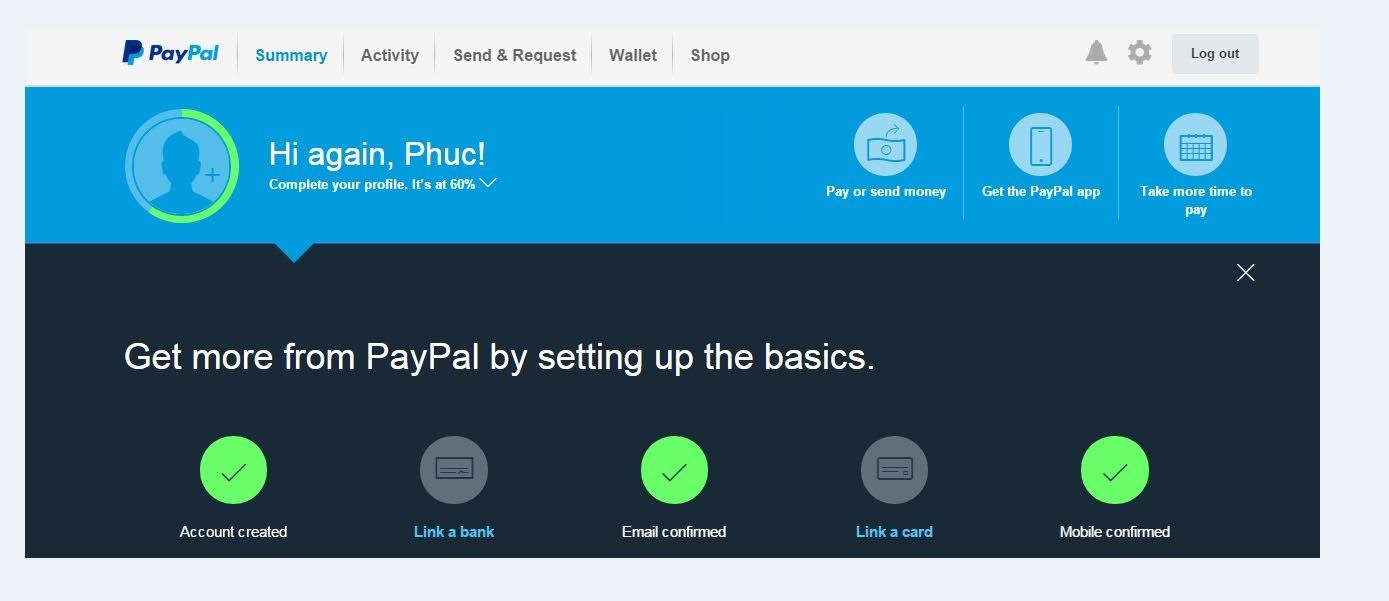 PayPal
Summary
Activity
Send & Request
Wallet
Shop
Log out
Hi again, Phuc!
Complete your profile. It's at 60%
Pay or send money
Get the PayPal app
Take more time to
pay
Get more from PayPal by setting up the basics.
Account created
Link a bank
Email confirmed
Link a card
Mobile confirmed